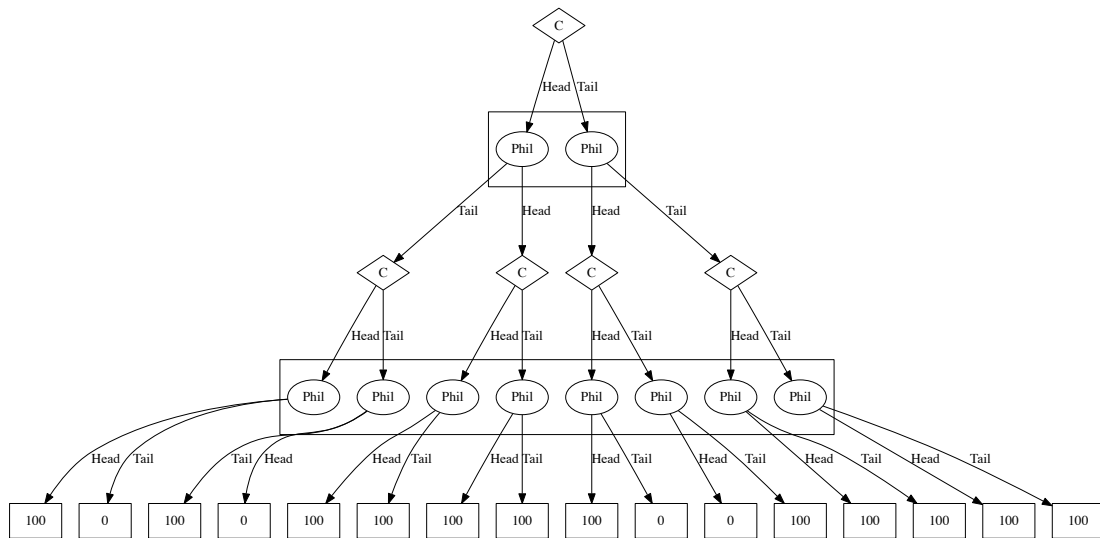 C
Head Tail
Phil Phil
Tail Head Head Tail
C C C C
Head Tail Head Tail Head Tail Head Tail
Phil Phil Phil Phil Phil Phil Phil Phil
Head Tail Tail Head Head Tail Head Tail Head Tail Head Tail Head Tail Head Tail
100 0 100 0 100 100 100 100 100 0 0 100 100 100 100 100